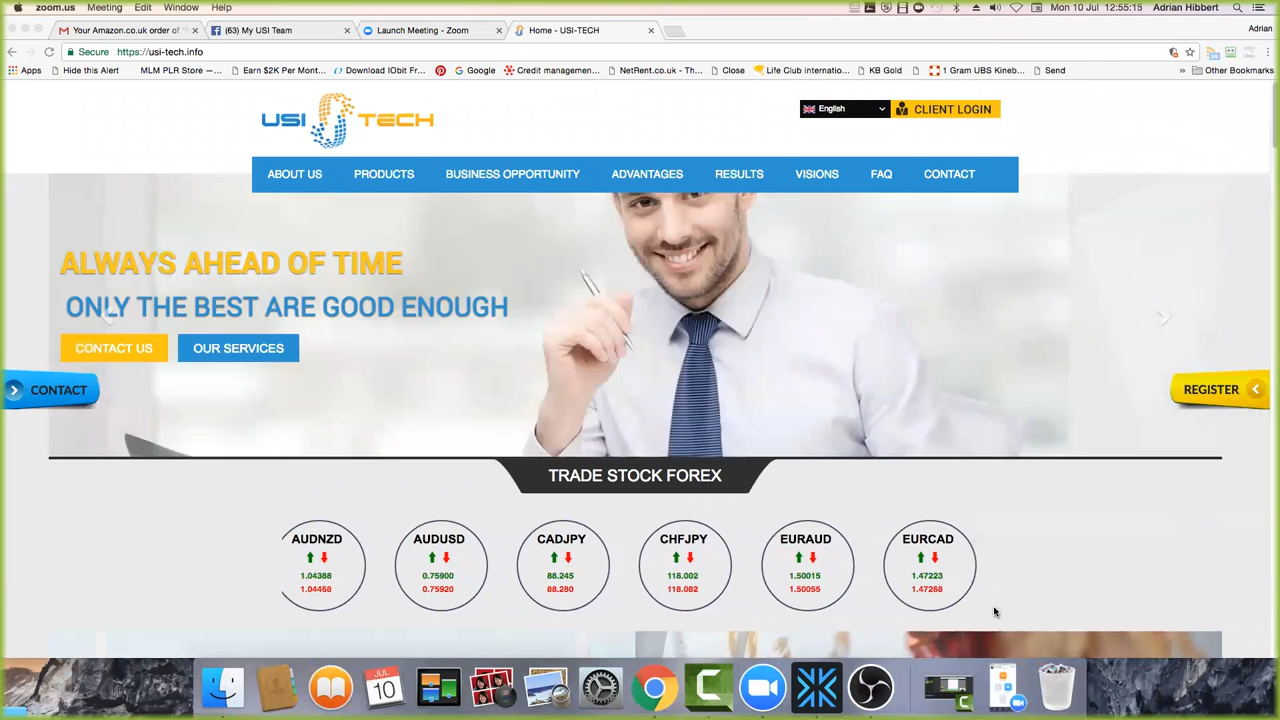 zoom.us Meeting Edit Window Help Mon 10 Jul 12:55:15 Adrian Hibbert
Your Amazon.co.uk order of "
(63) My USI Team
Launch Meeting - Zoom
Home - USI-TECH
Adrian
Secure https://usi-tech.info
Apps Hide this Alert MLM PLR Store — ... Earn $2K Per Mont... Download IObit Fr... Google Credit managemen... NetRent.co.uk - Th... Close Life Club internatio... KB Gold 1 Gram UBS Kineb... Send » Other Bookmarks
USI TECH
English
CLIENT LOGIN
ABOUT US PRODUCTS BUSINESS OPPORTUNITY ADVANTAGES RESULTS VISIONS FAQ CONTACT
ALWAYS AHEAD OF TIME
ONLY THE BEST ARE GOOD ENOUGH
CONTACT US OUR SERVICES
CONTACT
REGISTER
TRADE STOCK FOREX
AUDNZD AUDUSD CADJPY CHFJPY EURAUD EURCAD
1.04388 0.75900 88.245 118.002 1.50015 1.47223
1.04458 0.75920 88.280 118.082 1.50055 1.47268
JUL
10